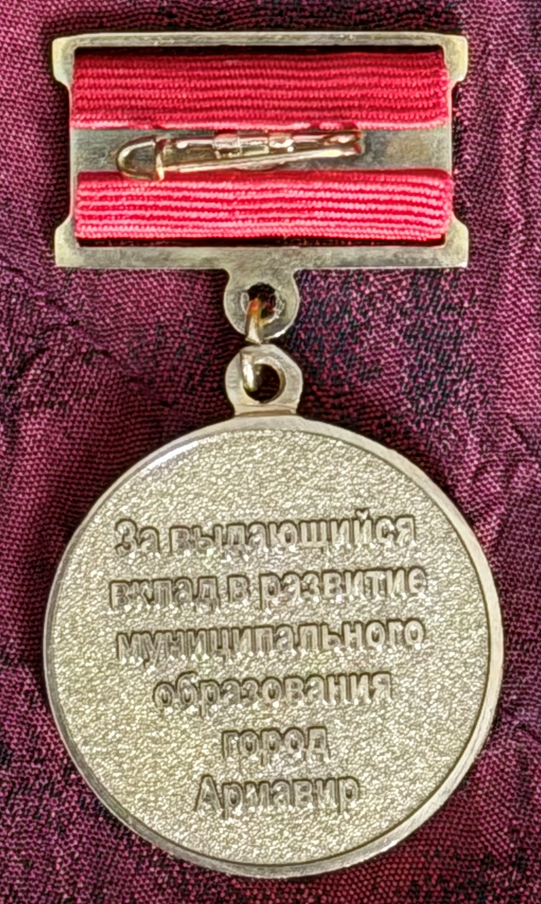 За выдающийся
вклад в развитие
муниципального
образования
город
Армавир